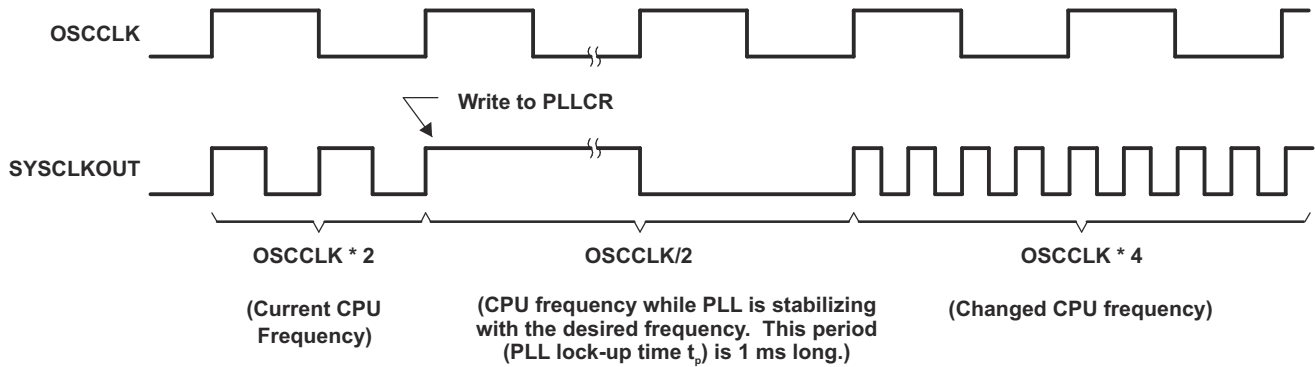 OSCCLK
Write to PLLCR
SYSCLKOUT
OSCCLK * 2
(Current CPU
Frequency)
OSCCLK/2
(CPU frequency while PLL is stabilizing
with the desired frequency. This period
(PLL lock-up time tp) is 1 ms long.)
OSCCLK * 4
(Changed CPU frequency)